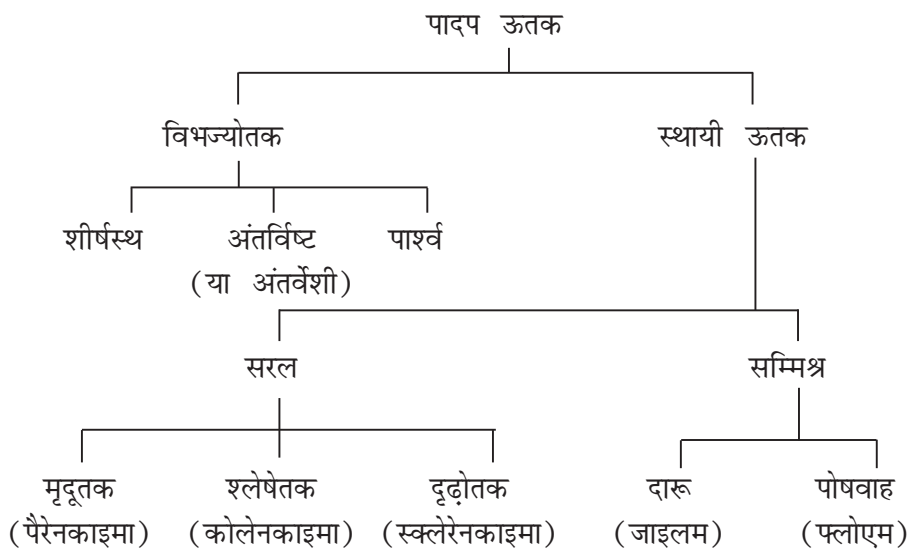 पादप ऊतक
विभज्योतक स्थायी ऊतक
शीर्षस्थ अंतर्विष्ट पार्श्व
(या अंतर्वेशी)
सरल सम्मिश्र
मृदूतक श्लेषेतक दृढ़ोतक दारू पोषवाह
(पैरेनकाइमा) (कोलेनकाइमा) (स्क्लेरेनकाइमा) (जाइलम) (फ्लोएम)